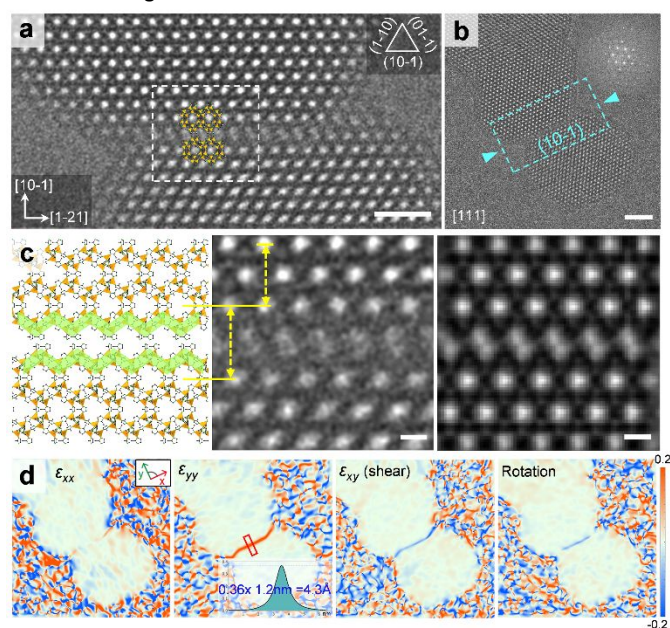 a
(1-10)
(01-1)
(10-1)
[10-1]
[1-21]
b
(10-1)
[111]
c
d
εxx
y
x
εyy
0.36x 1.2nm =4.3Å
εxy (shear)
Rotation
0.2
-0.2